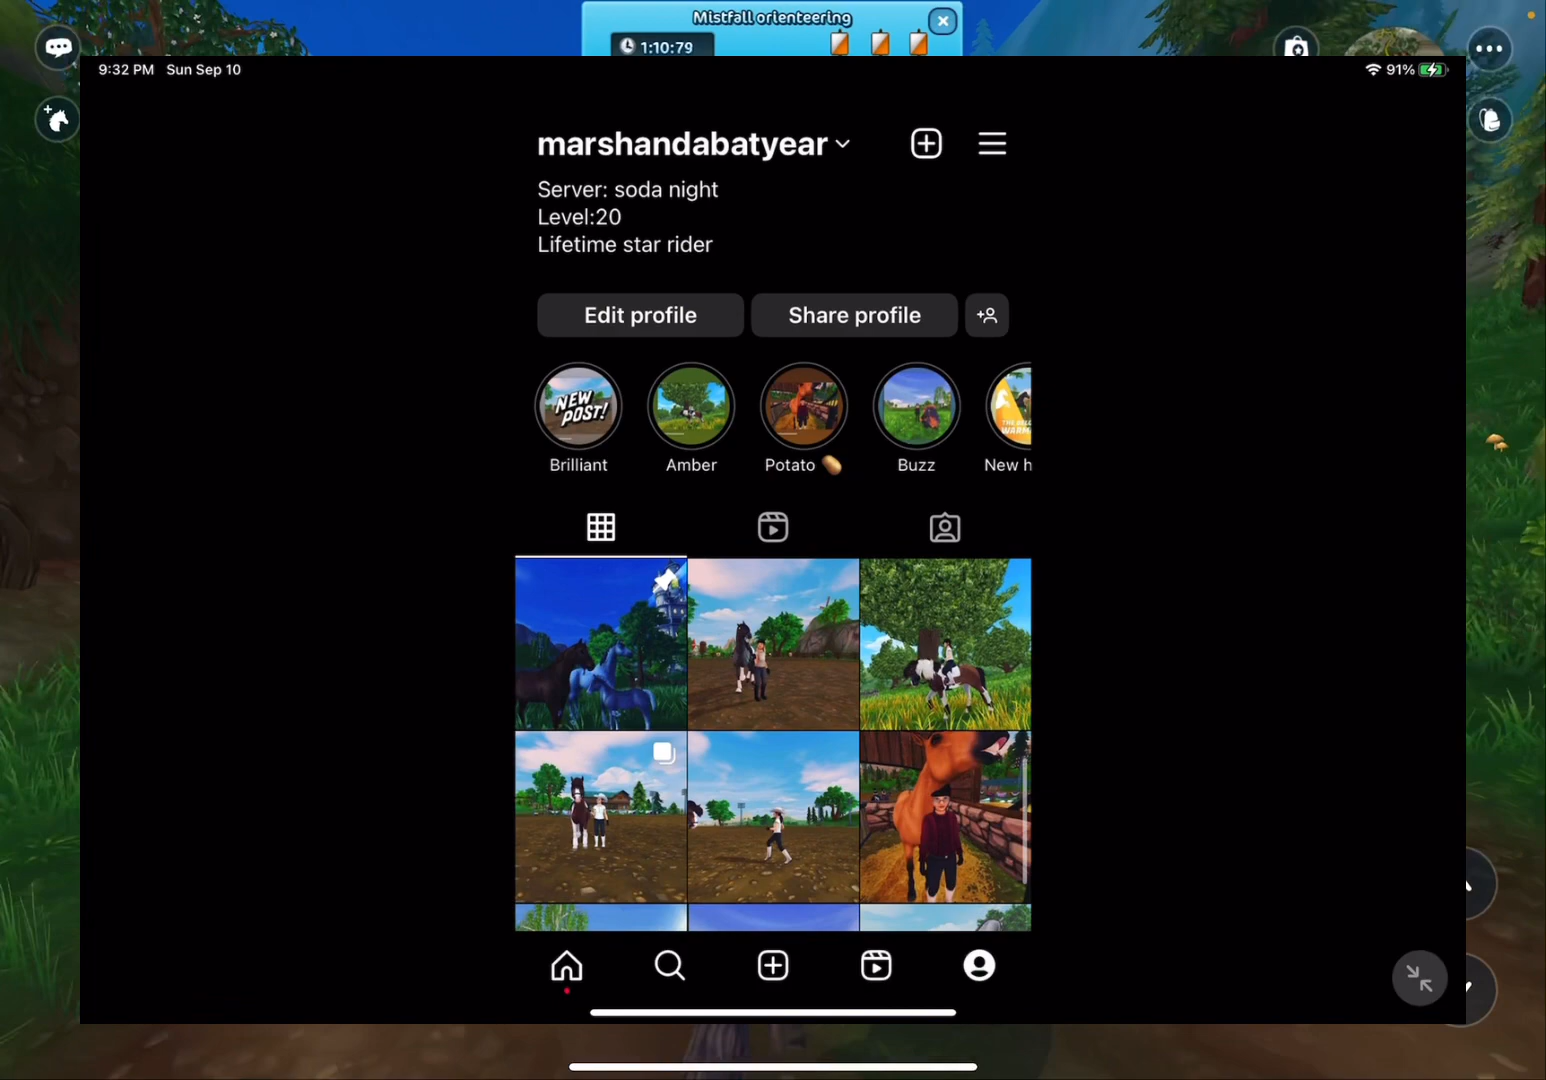 Mistfall orienteering
1:10:79
9:32 PM Sun Sep 10
91%
marshandabatyear
Server: soda night
Level:20
Lifetime star rider
Edit profile
Share profile
NEW
POST!
Brilliant
Amber
Potato 🥔
Buzz
New h